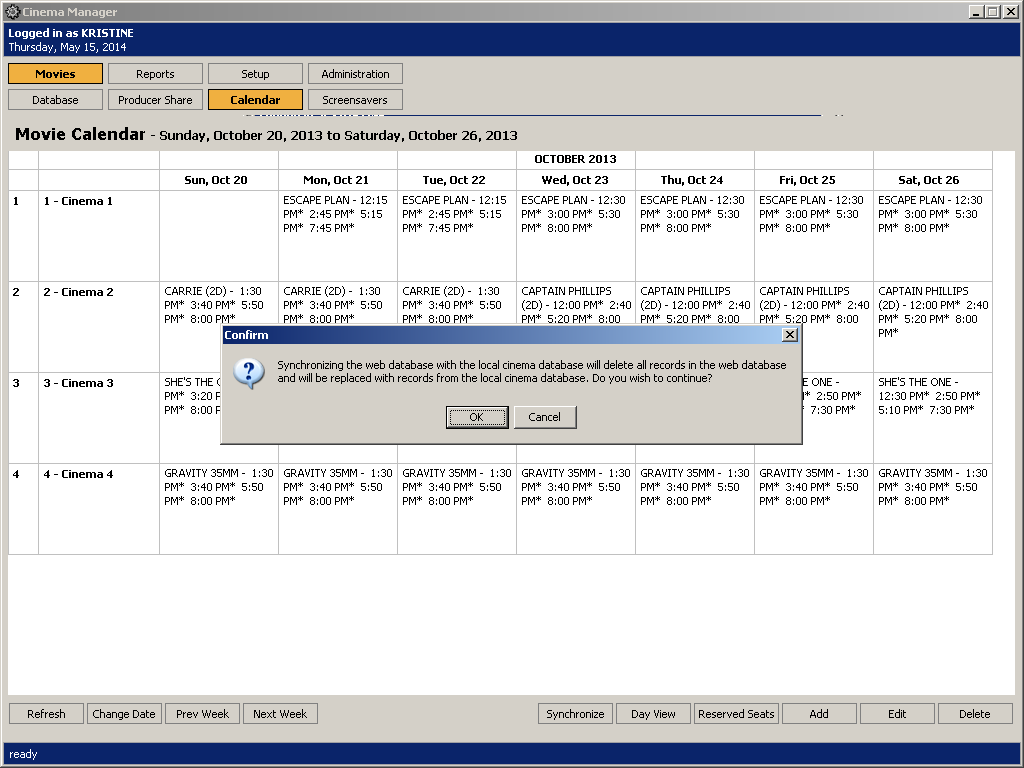 Cinema Manager
Logged in as KRISTINE
Thursday, May 15, 2014
Movies Reports Setup Administration
Database Producer Share Calendar Screensavers
Movie Calendar - Sunday, October 20, 2013 to Saturday, October 26, 2013
OCTOBER 2013
Sun, Oct 20 Mon, Oct 21 Tue, Oct 22 Wed, Oct 23 Thu, Oct 24 Fri, Oct 25 Sat, Oct 26
1 1 - Cinema 1 ESCAPE PLAN - 12:15 ESCAPE PLAN - 12:15 ESCAPE PLAN - 12:30 ESCAPE PLAN - 12:30 ESCAPE PLAN - 12:30 ESCAPE PLAN - 12:30
PM* 2:45 PM* 5:15 PM* 2:45 PM* 5:15 PM* 3:00 PM* 5:30 PM* 3:00 PM* 5:30 PM* 3:00 PM* 5:30 PM* 3:00 PM* 5:30
PM* 7:45 PM* PM* 7:45 PM* PM* 8:00 PM* PM* 8:00 PM* PM* 8:00 PM* PM* 8:00 PM*
2 2 - Cinema 2 CARRIE (2D) - 1:30 CARRIE (2D) - 1:30 CARRIE (2D) - 1:30 CAPTAIN PHILLIPS CAPTAIN PHILLIPS CAPTAIN PHILLIPS CAPTAIN PHILLIPS
PM* 3:40 PM* 5:50 PM* 3:40 PM* 5:50 PM* 3:40 PM* 5:50 (2D) - 12:00 PM* 2:40 (2D) - 12:00 PM* 2:40 (2D) - 12:00 PM* 2:40 (2D) - 12:00 PM* 2:40
PM* 8:00 PM* PM* 8:00 PM* PM* 8:00 PM* PM* 5:20 PM* 8:00 PM* 5:20 PM* 8:00 PM* 5:20 PM* 8:00 PM* 5:20 PM* 8:00
PM*
Confirm
Synchronizing the web database with the local cinema database will delete all records in the web database
and will be replaced with records from the local cinema database. Do you wish to continue?
OK Cancel
3 3 - Cinema 3 SHE'S THE E ONE - SHE'S THE ONE -
PM* 3:20 2:50 PM* 12:30 PM* 2:50 PM*
PM* 8:00 7:30 PM* 5:10 PM* 7:30 PM*
4 4 - Cinema 4 GRAVITY 35MM - 1:30 GRAVITY 35MM - 1:30 GRAVITY 35MM - 1:30 GRAVITY 35MM - 1:30 GRAVITY 35MM - 1:30 GRAVITY 35MM - 1:30 GRAVITY 35MM - 1:30
PM* 3:40 PM* 5:50 PM* 3:40 PM* 5:50 PM* 3:40 PM* 5:50 PM* 3:40 PM* 5:50 PM* 3:40 PM* 5:50 PM* 3:40 PM* 5:50 PM* 3:40 PM* 5:50
PM* 8:00 PM* PM* 8:00 PM* PM* 8:00 PM* PM* 8:00 PM* PM* 8:00 PM* PM* 8:00 PM* PM* 8:00 PM*
Refresh Change Date Prev Week Next Week Synchronize Day View Reserved Seats Add Edit Delete
ready